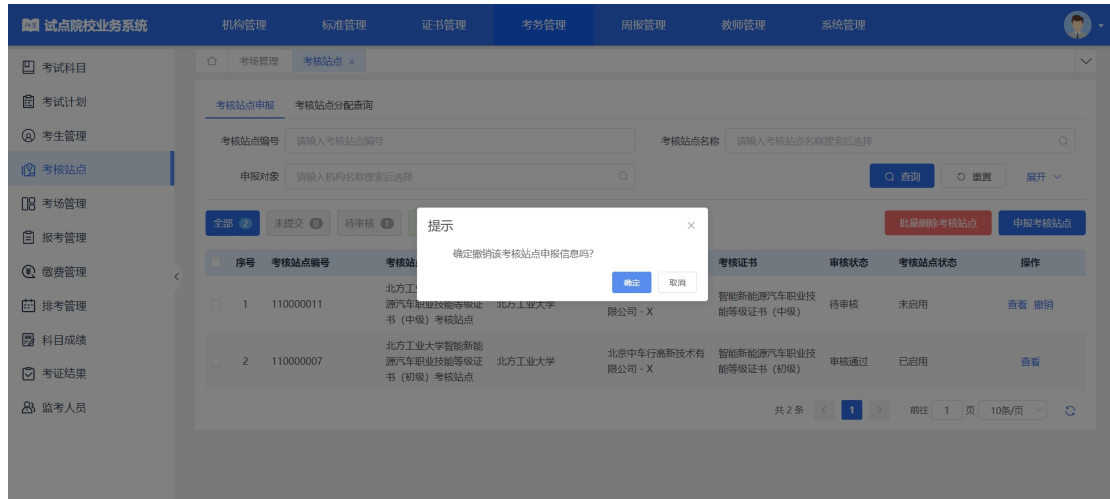 试点院校业务系统
机构管理 标准管理 证书管理 考务管理 周报管理 教师管理 系统管理
考试科目
考试计划
考生管理
考核站点
考场管理
报考管理
缴费管理
排考管理
科目成绩
考证结果
监考人员
考场管理 考核站点 ×
考核站点申报 考核站点分配查询
考核站点编号 请输入考核站点编号 考核站点名称 请输入考核站点名称搜索后选择
申报对象 请输入机构名称搜索后选择 查询 重置 展开
全部 2 未提交 0 待审核 1 批量删除考核站点 申报考核站点
提示
确定撤销该考核站点申报信息吗?
确定 取消
序号 考核站点编号 考核站 考核证书 审核状态 考核站点状态 操作
1 110000011 北方工 源汽车职业技能等级证 书(中级)考核站点 北方工业大学 限公司 - X 智能新能源汽车职业技 能等级证书(中级) 待审核 未启用 查看 撤销
2 110000007 北方工业大学智能新能 源汽车职业技能等级证 书(初级)考核站点 北方工业大学 北京中车行高新技术有 限公司 - X 智能新能源汽车职业技 能等级证书(初级) 审核通过 已启用 查看
共 2 条 1 前往 1 页 10条/页